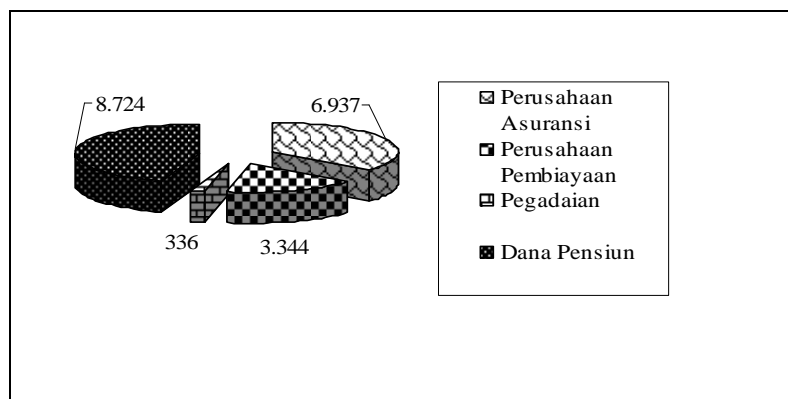 8.724
6.937
336
3.344
Perusahaan
Asuransi
Perusahaan
Pembiayaan
Pegadaian
Dana Pensiun